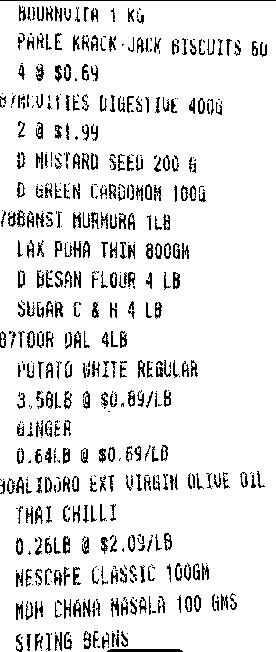 BOURNVITA 1 KG
PARLE KRACK-JACK BISCUITS 60
4 @ $0.69
87MCVITIES DIGESTIVE 400G
2 @ $1.99
D MUSTARD SEED 200 G
D GREEN CARDOMOM 100G
78BANSI MURMURA 1LB
LAX POHA THIN 800GM
D BESAN FLOUR 4 LB
SUGAR C & H 4 LB
87TOOR DAL 4LB
POTATO WHITE REGULAR
3.58LB @ $0.89/LB
GINGER
0.64LB @ $0.69/LB
ALIDORO EXT VIRGIN OLIVE OIL
THAI CHILLI
0.26LB @ $2.09/LB
NESCAFE CLASSIC 100GM
MDH CHANA MASALA 100 GMS
STRING BEANS